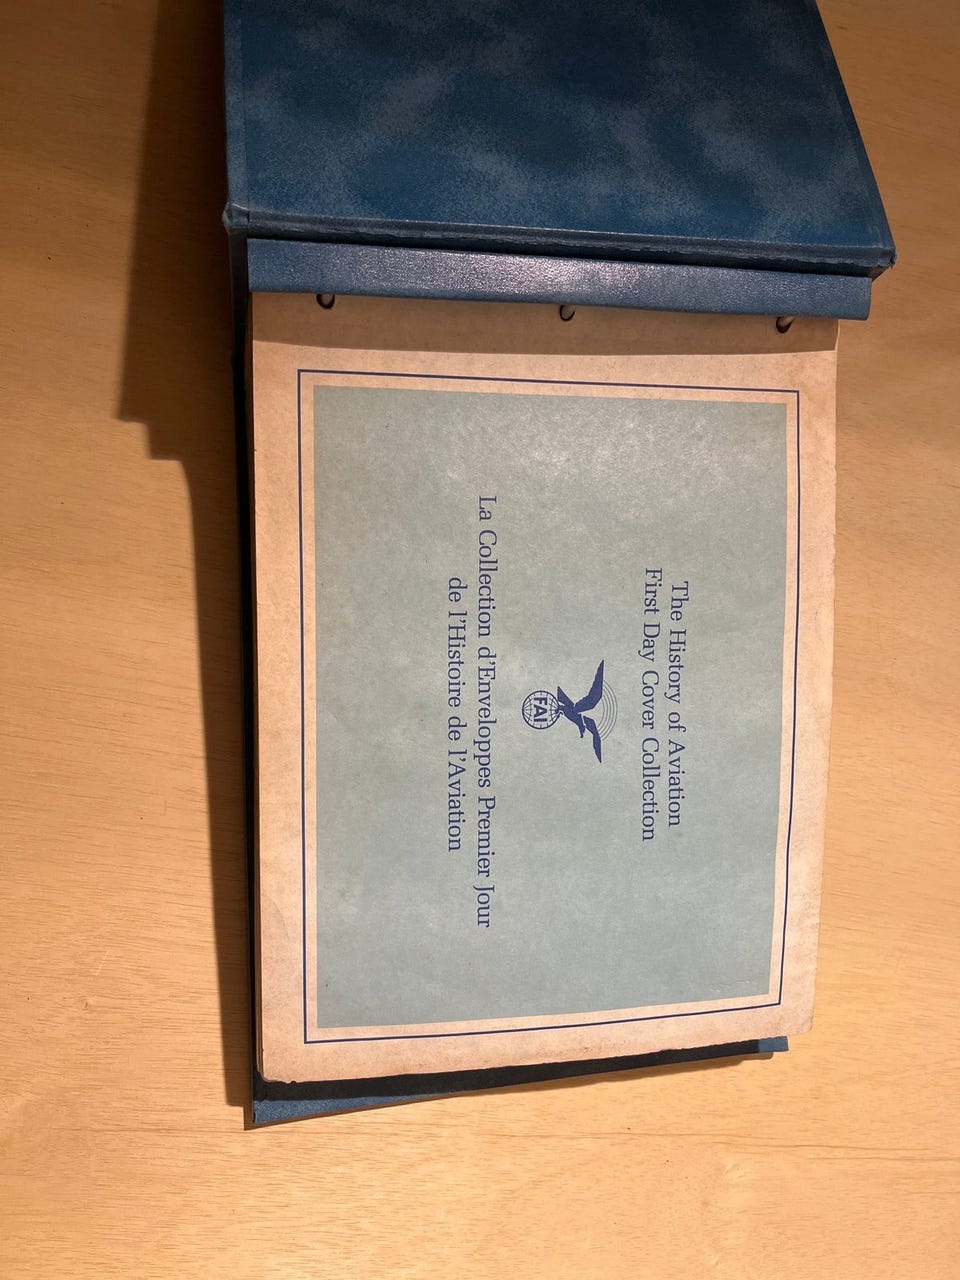 The History of Aviation
First Day Cover Collection
FAI
La Collection d'Enveloppes Premier Jour
de l'Histoire de l'Aviation